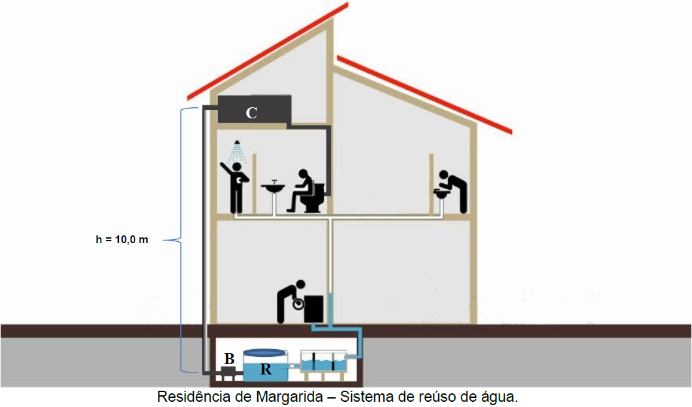 C
h = 10,0 m
B
R
Residência de Margarida – Sistema de reúso de água.